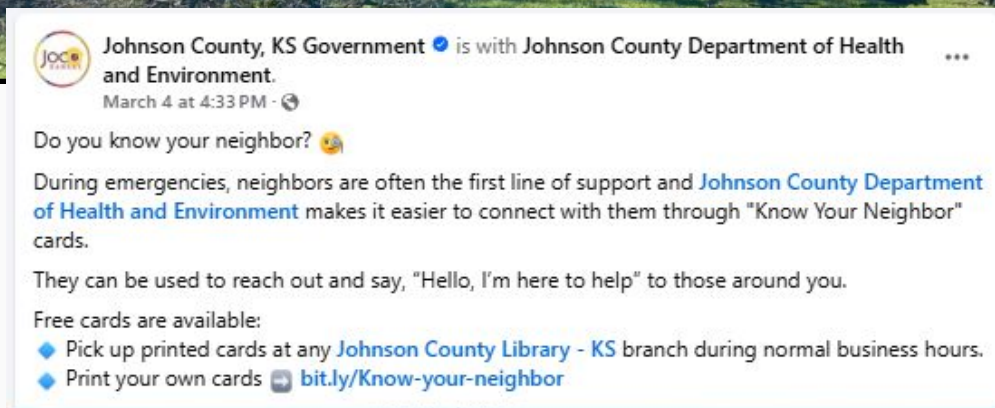 JOCO
KANSAS
Johnson County, KS Government is with Johnson County Department of Health
and Environment.
March 4 at 4:33 PM ·
Do you know your neighbor? 🧐
During emergencies, neighbors are often the first line of support and Johnson County Department
of Health and Environment makes it easier to connect with them through "Know Your Neighbor"
cards.
They can be used to reach out and say, "Hello, I'm here to help" to those around you.
Free cards are available:
🔹 Pick up printed cards at any Johnson County Library - KS branch during normal business hours.
🔹 Print your own cards ➡️ bit.ly/Know-your-neighbor